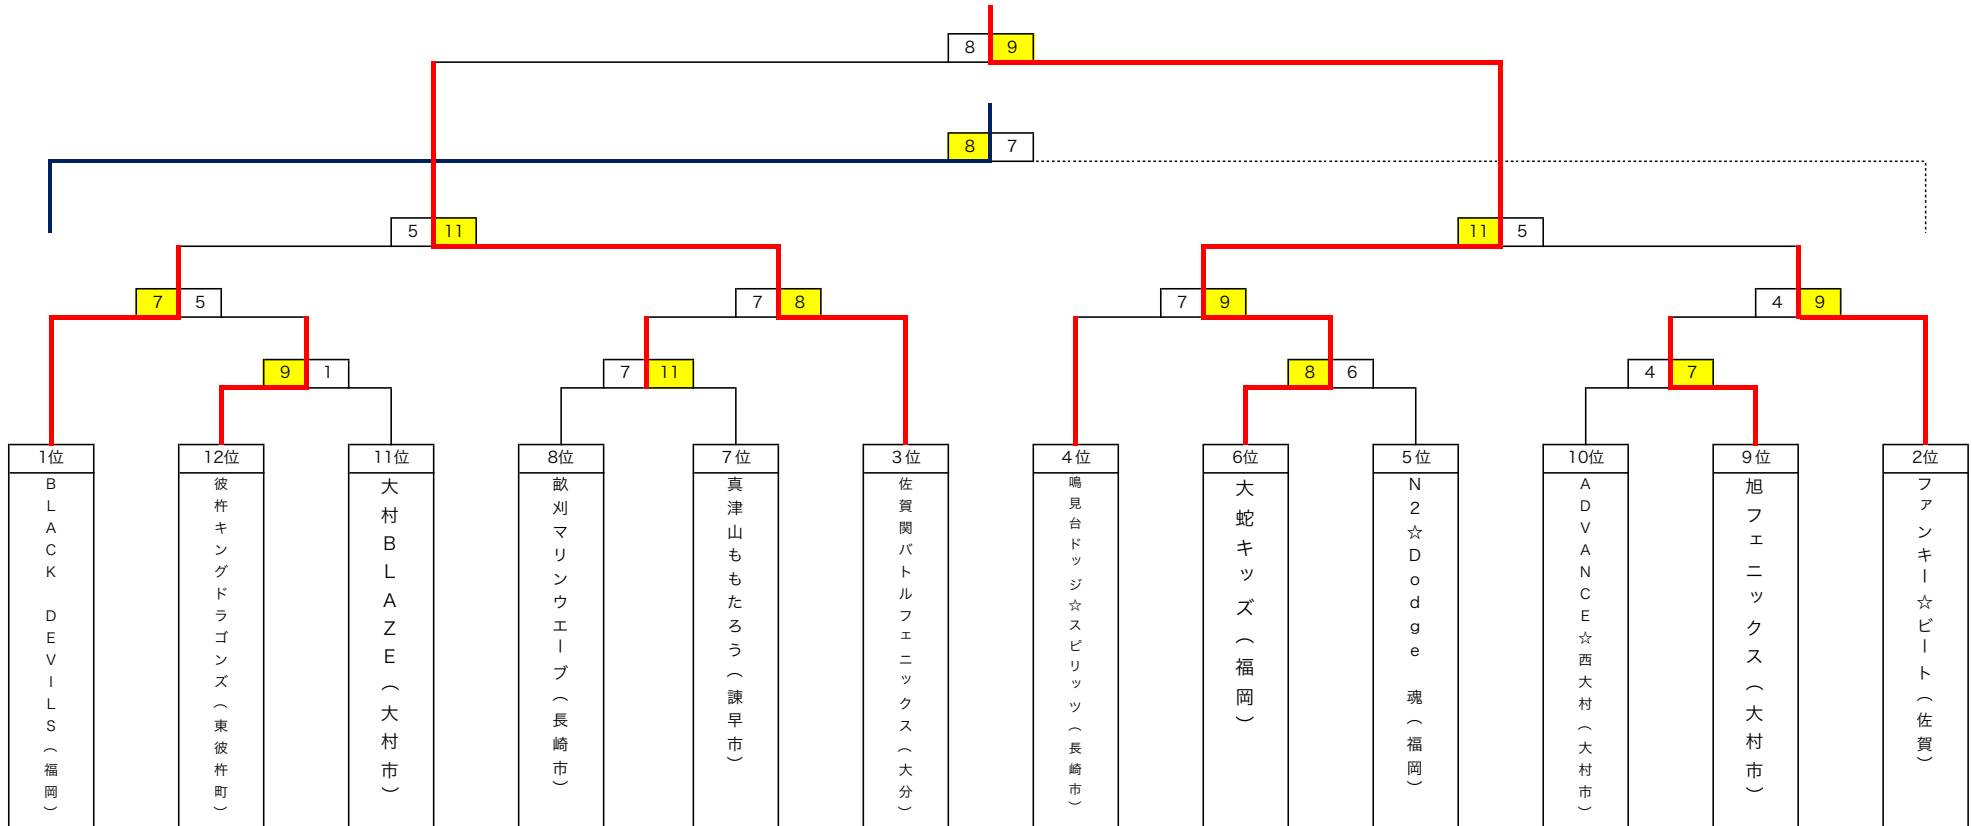 8 9
8 7
5 11
11 5
7 5
7 8
7 9
4 9
9 1
7 11
8 6
4 7
1位
12位
11位
8位
7位
3位
4位
6位
5位
10位
9位
2位
BLACK DEVILS(福岡)
彼杵キングドラゴンズ(東彼杵町)
大村BLAZE(大村市)
畝刈マリンウエーブ(長崎市)
真津山ももたろう(諫早市)
佐賀関バトルフェニックス(大分)
鳴見台ドッジ☆スピリッツ(長崎市)
大蛇キッズ(福岡)
N2☆Dodge 魂(福岡)
ADVANCE☆西大村(大村市)
旭フェニックス(大村市)
ファンキー☆ビート(佐賀)